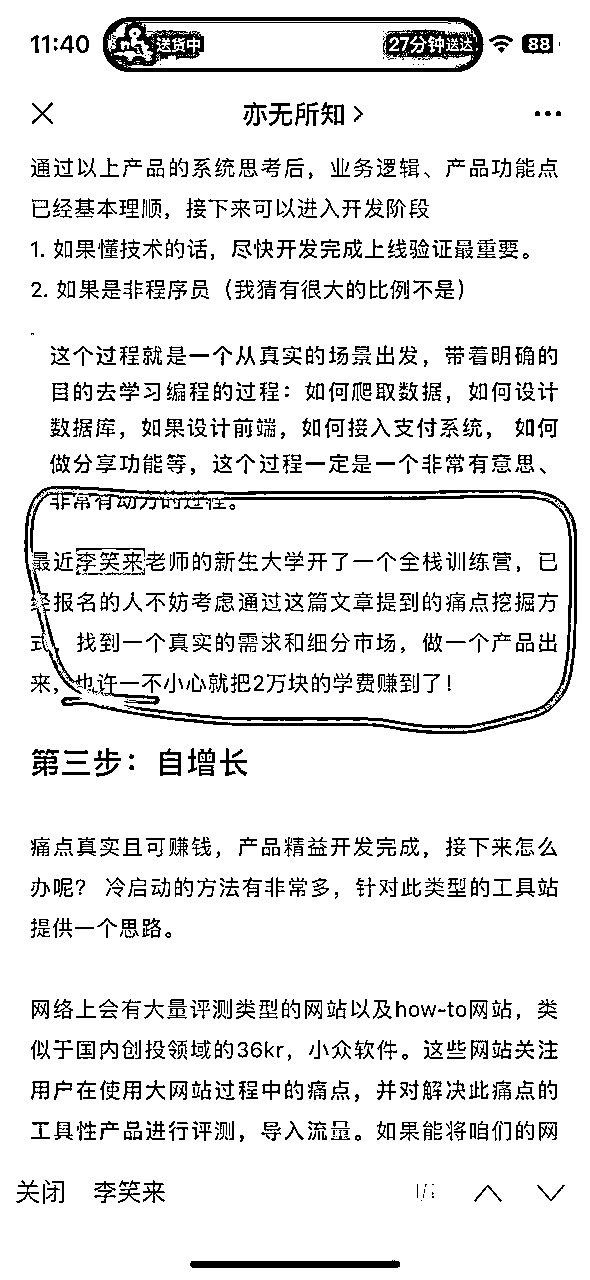 11:40
送货中
27分钟送达
88
亦无所知
通过以上产品的系统思考后，业务逻辑、产品功能点
已经基本理顺，接下来可以进入开发阶段
1. 如果懂技术的话，尽快开发完成上线验证最重要。
2. 如果是非程序员（我猜有很大的比例不是）
这个过程就是一个从真实的场景出发，带着明确的
目的去学习编程的过程：如何爬取数据，如何设计
数据库，如果设计前端，如何接入支付系统， 如何
做分享功能等，这个过程一定是一个非常有意思、
非常有动力的过程。
最近李笑来老师的新生大学开了一个全栈训练营，已
经报名的人不妨考虑通过这篇文章提到的痛点挖掘方
式，找到一个真实的需求和细分市场，做一个产品出
来，也许一不小心就把2万块的学费赚到了！
第三步：自增长
痛点真实且可赚钱，产品精益开发完成，接下来怎么
办呢？ 冷启动的方法有非常多，针对此类型的工具站
提供一个思路。
网络上会有大量评测类型的网站以及how-to网站，类
似于国内创投领域的36kr，小众软件。这些网站关注
用户在使用大网站过程中的痛点，并对解决此痛点的
工具性产品进行评测，导入流量。如果能将咱们的网
关闭 李笑来 1/1